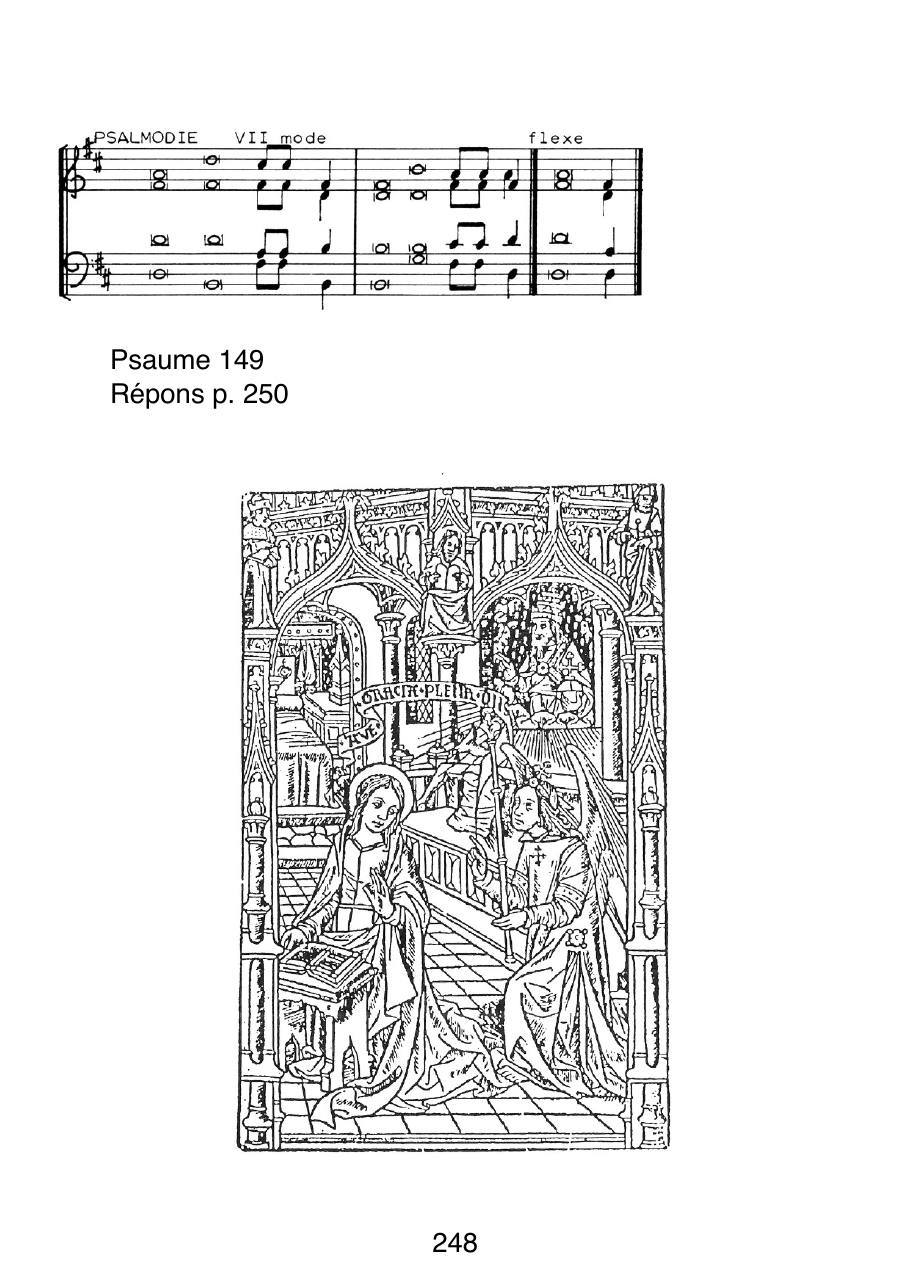 PSALMODIE VII mode flexe
Psaume 149
Répons p. 250
GRACIA·PLENA·
AVE
248